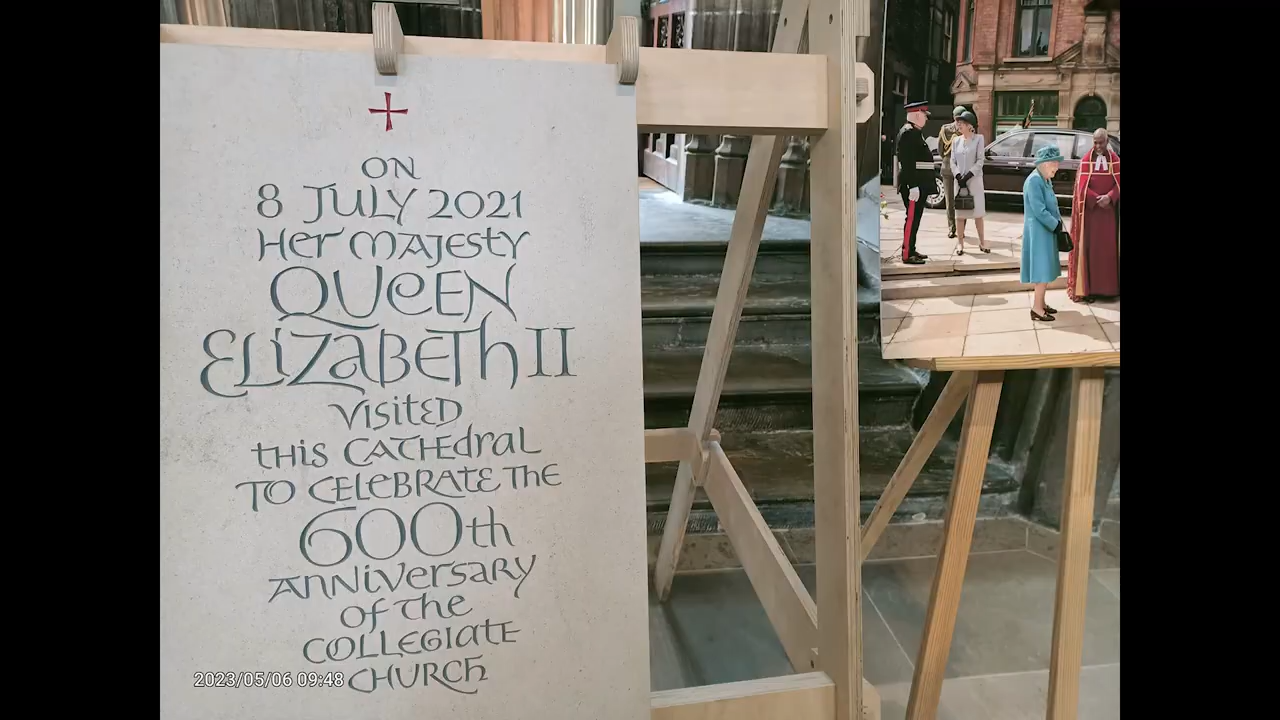 ON
8 JULY 2021
Her MAJESTY
QUEEN
ELIZABETH II
VISITED
THIS CATHEDRAL
TO CELEBRATE THE
600th
ANNIVERSARY
of The
COLLEGIATE
CHURCH
2023/05/06 09:48